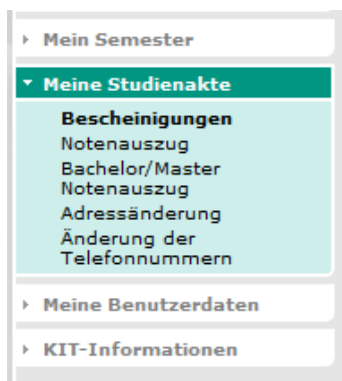 Mein Semester
Meine Studienakte
Bescheinigungen
Notenauszug
Bachelor/Master
Notenauszug
Adressänderung
Änderung der
Telefonnummern
Meine Benutzerdaten
KIT-Informationen